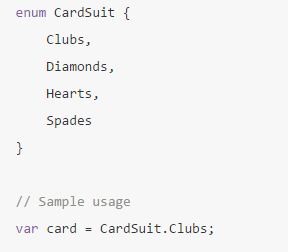 enum CardSuit {
    Clubs,
    Diamonds,
    Hearts,
    Spades
}

// Sample usage
var card = CardSuit.Clubs;